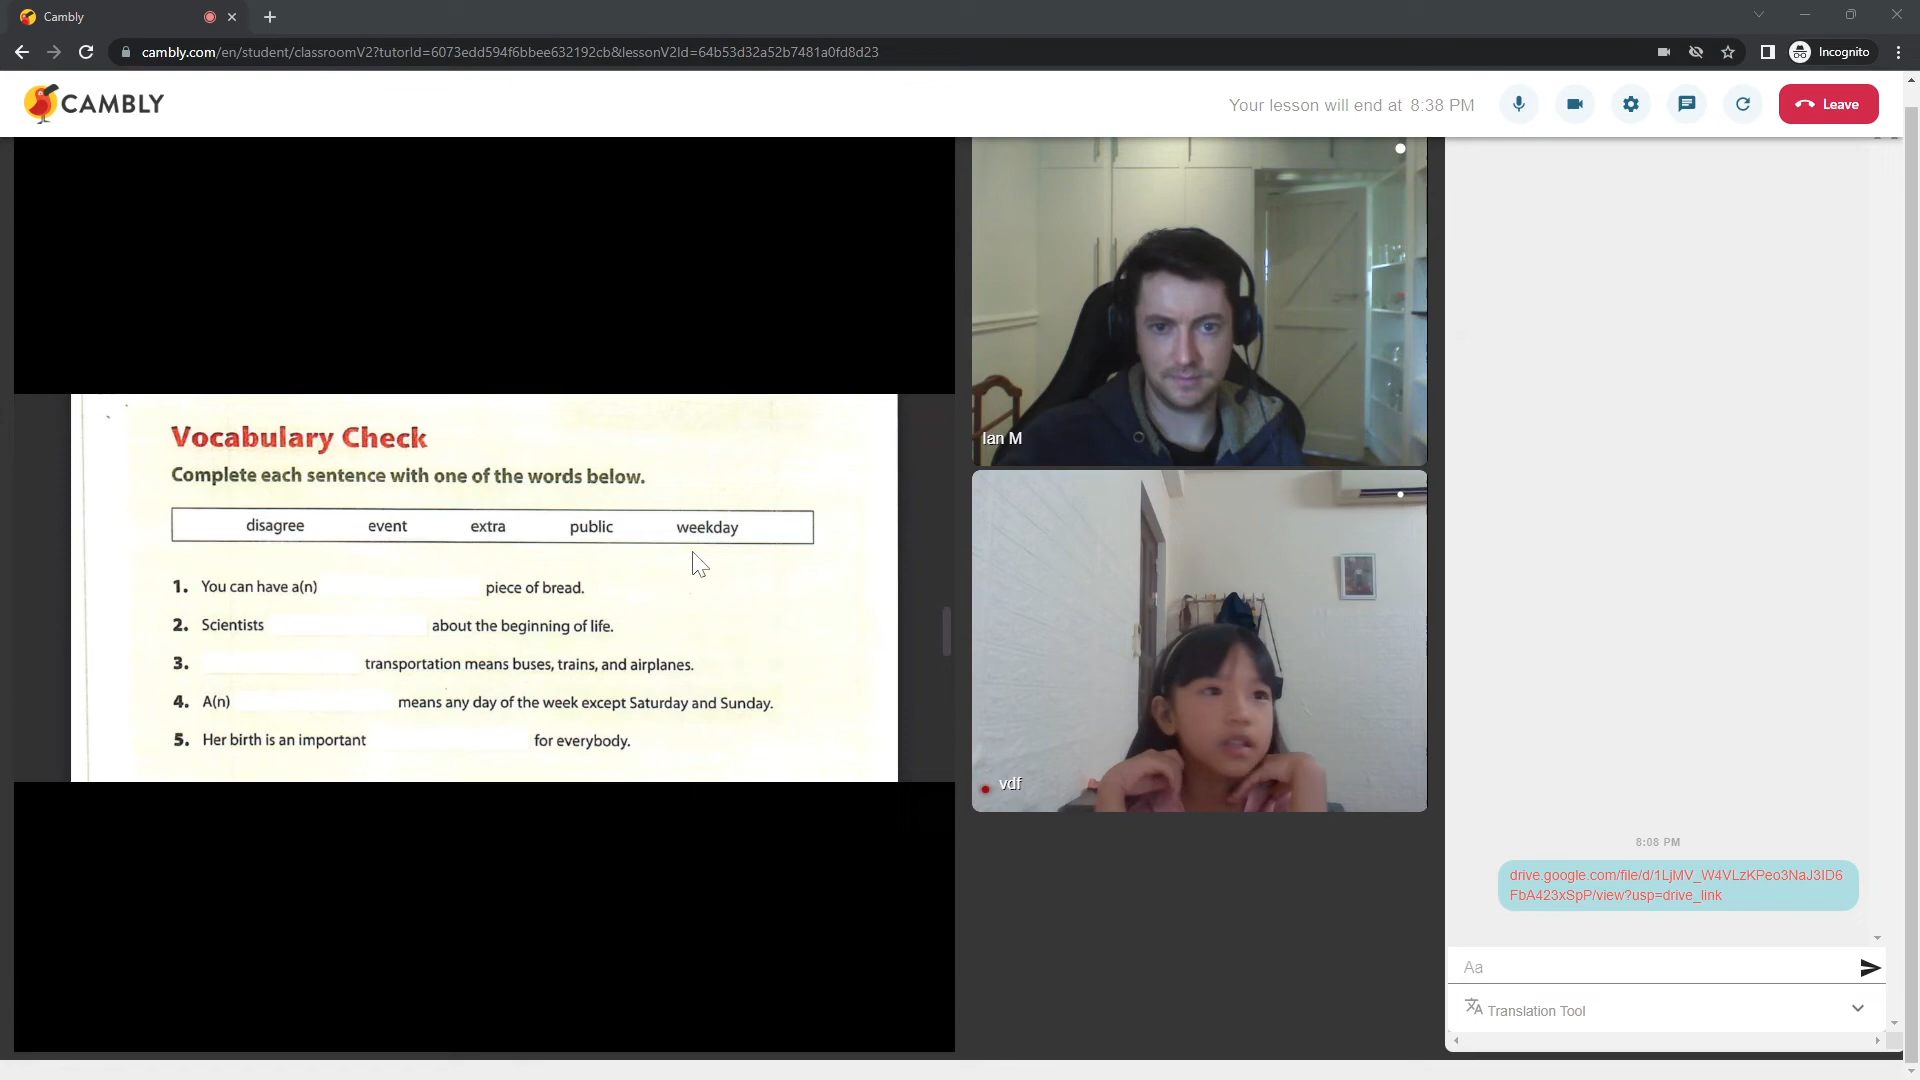 Cambly
cambly.com/en/student/classroomV2?tutorId=6073edd594f6bbee632192cb&lessonV2Id=64b53d32a52b7481a0fd8d23
Incognito
CAMBLY
Your lesson will end at 8:38 PM
Leave
Vocabulary Check
Complete each sentence with one of the words below.
disagree event extra public weekday
1. You can have a(n) piece of bread.
2. Scientists about the beginning of life.
3. transportation means buses, trains, and airplanes.
4. A(n) means any day of the week except Saturday and Sunday.
5. Her birth is an important for everybody.
Ian M
vdf
8:08 PM
drive.google.com/file/d/1LjMV_W4VLzKPeo3NaJ3ID6
FbA423xSpP/view?usp=drive_link
Aa
Translation Tool